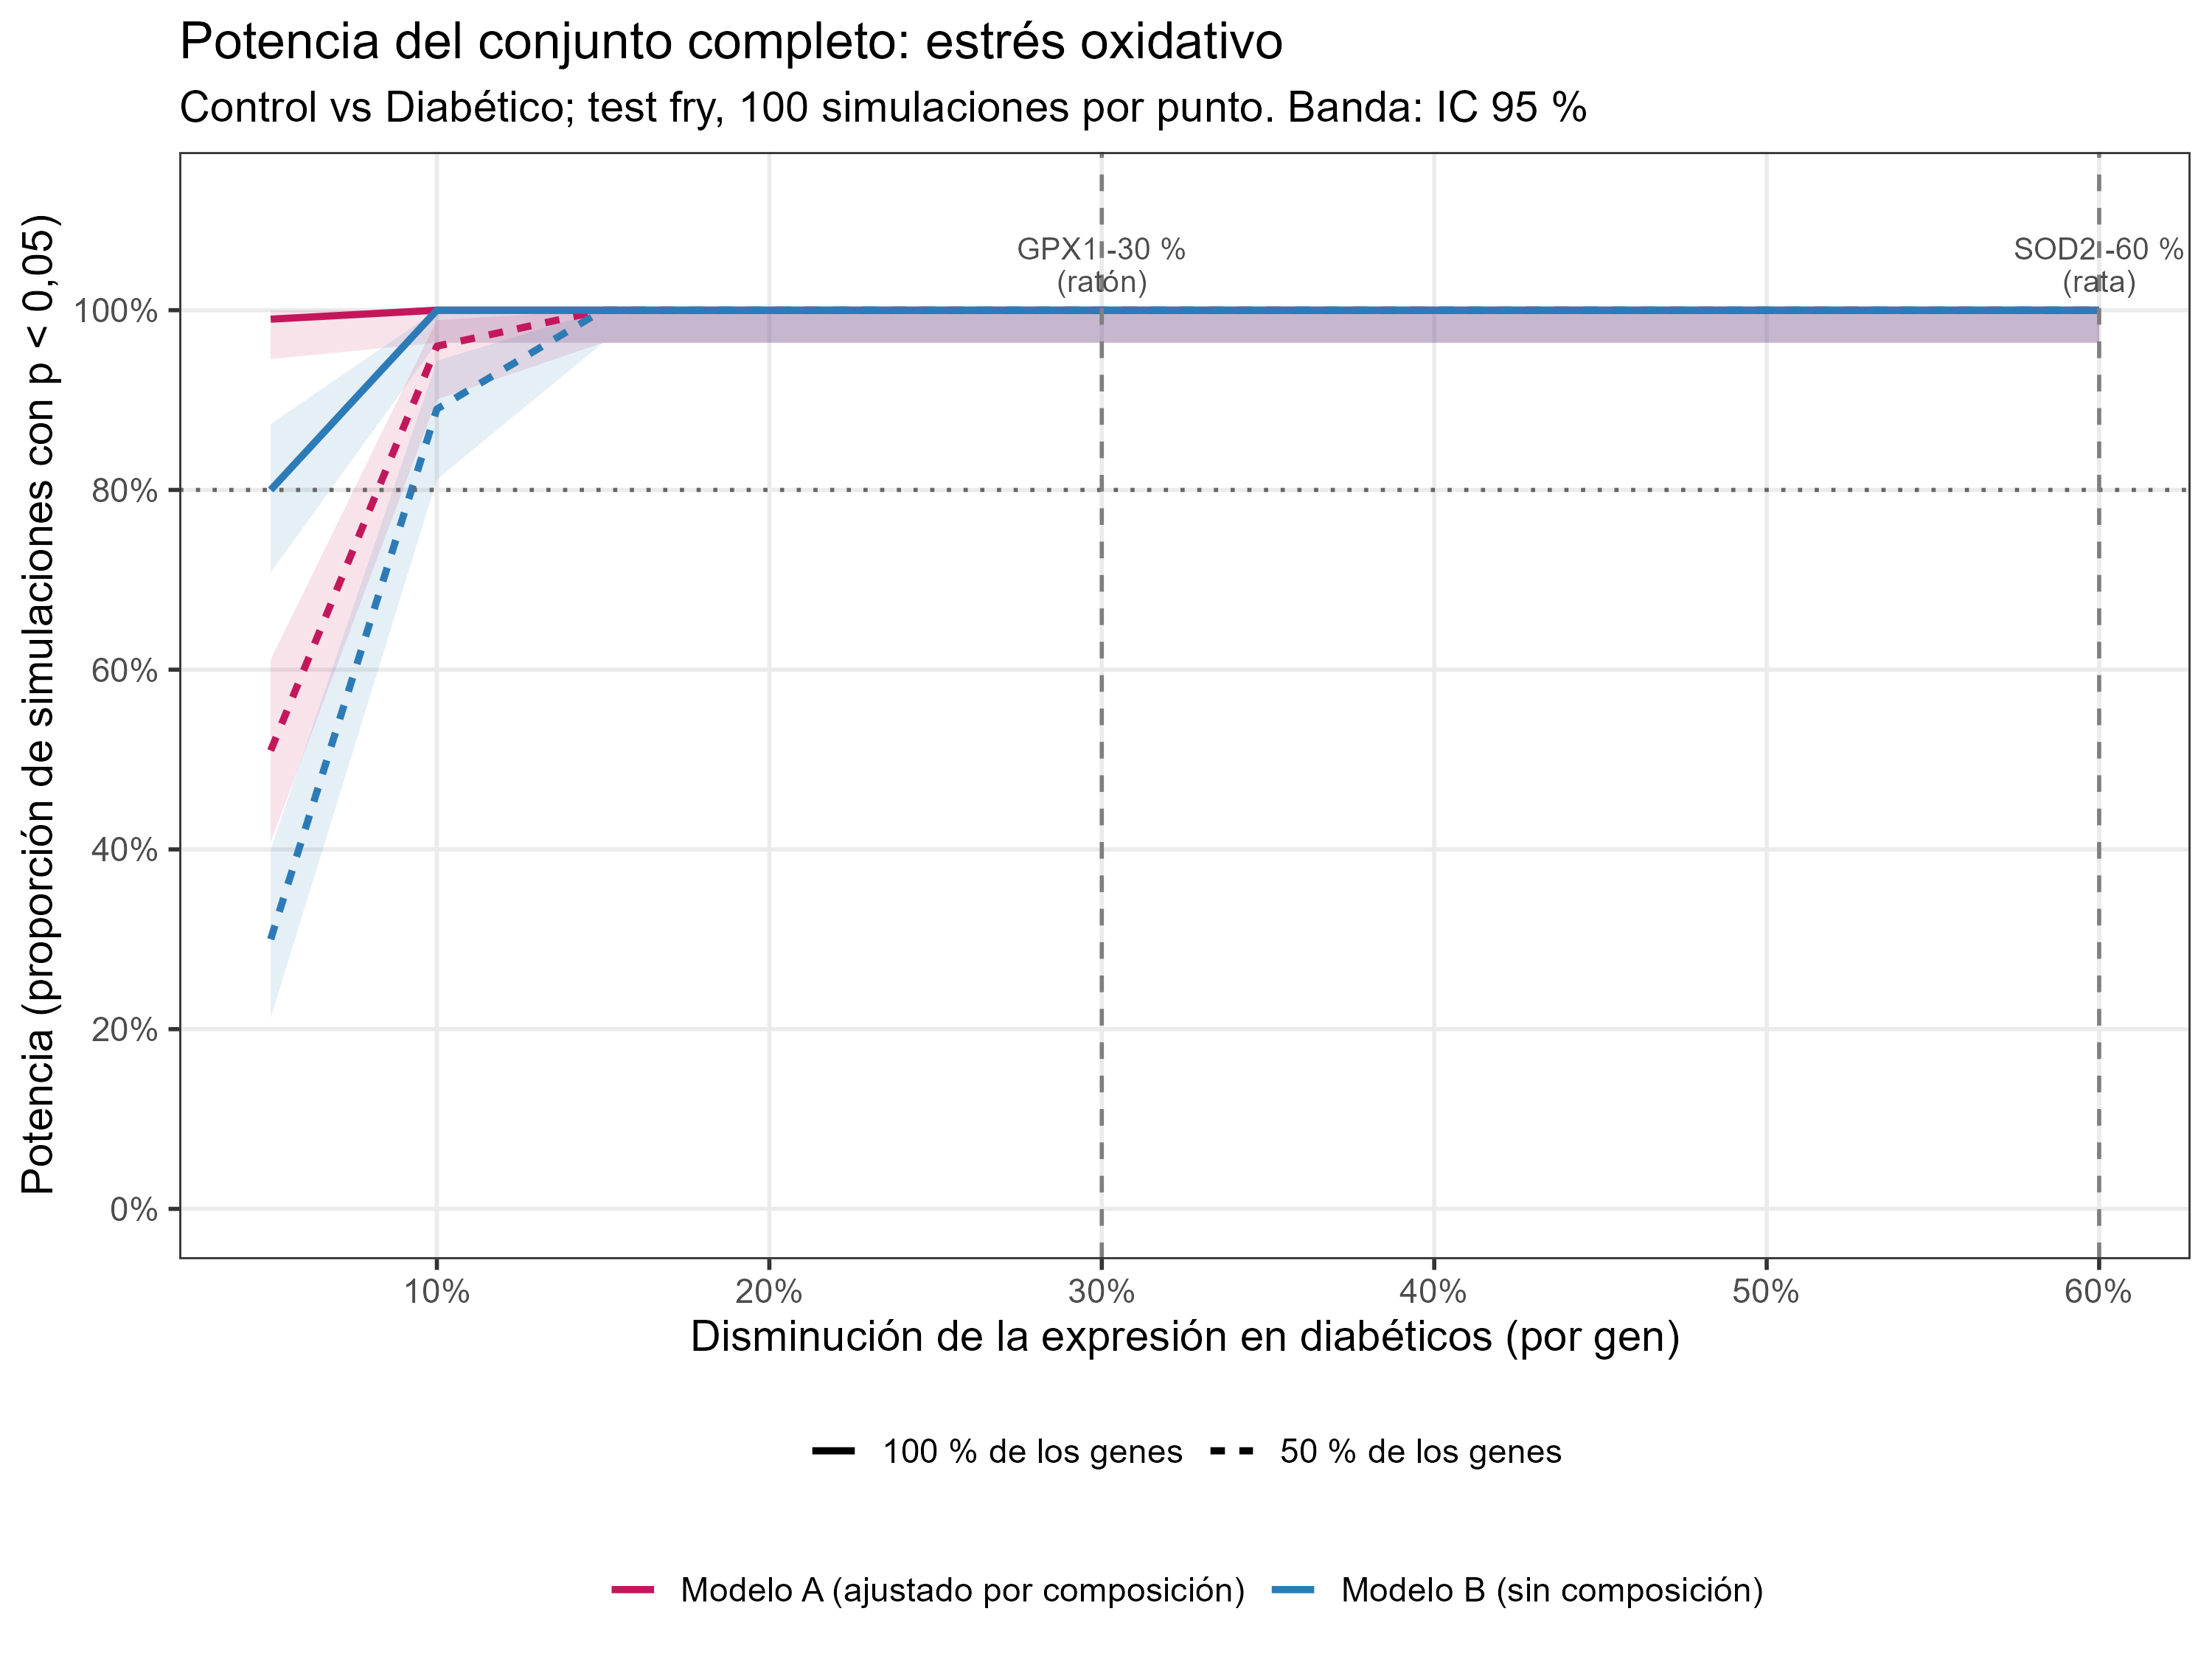 Potencia del conjunto completo: estrés oxidativo
Control vs Diabético; test fry, 100 simulaciones por punto. Banda: IC 95 %
Potencia (proporción de simulaciones con p < 0,05)
GPX1 -30 %
(ratón)
SOD2 -60 %
(rata)
100%
80%
60%
40%
20%
0%
10%
20%
30%
40%
50%
60%
Disminución de la expresión en diabéticos (por gen)
100 % de los genes
50 % de los genes
Modelo A (ajustado por composición)
Modelo B (sin composición)